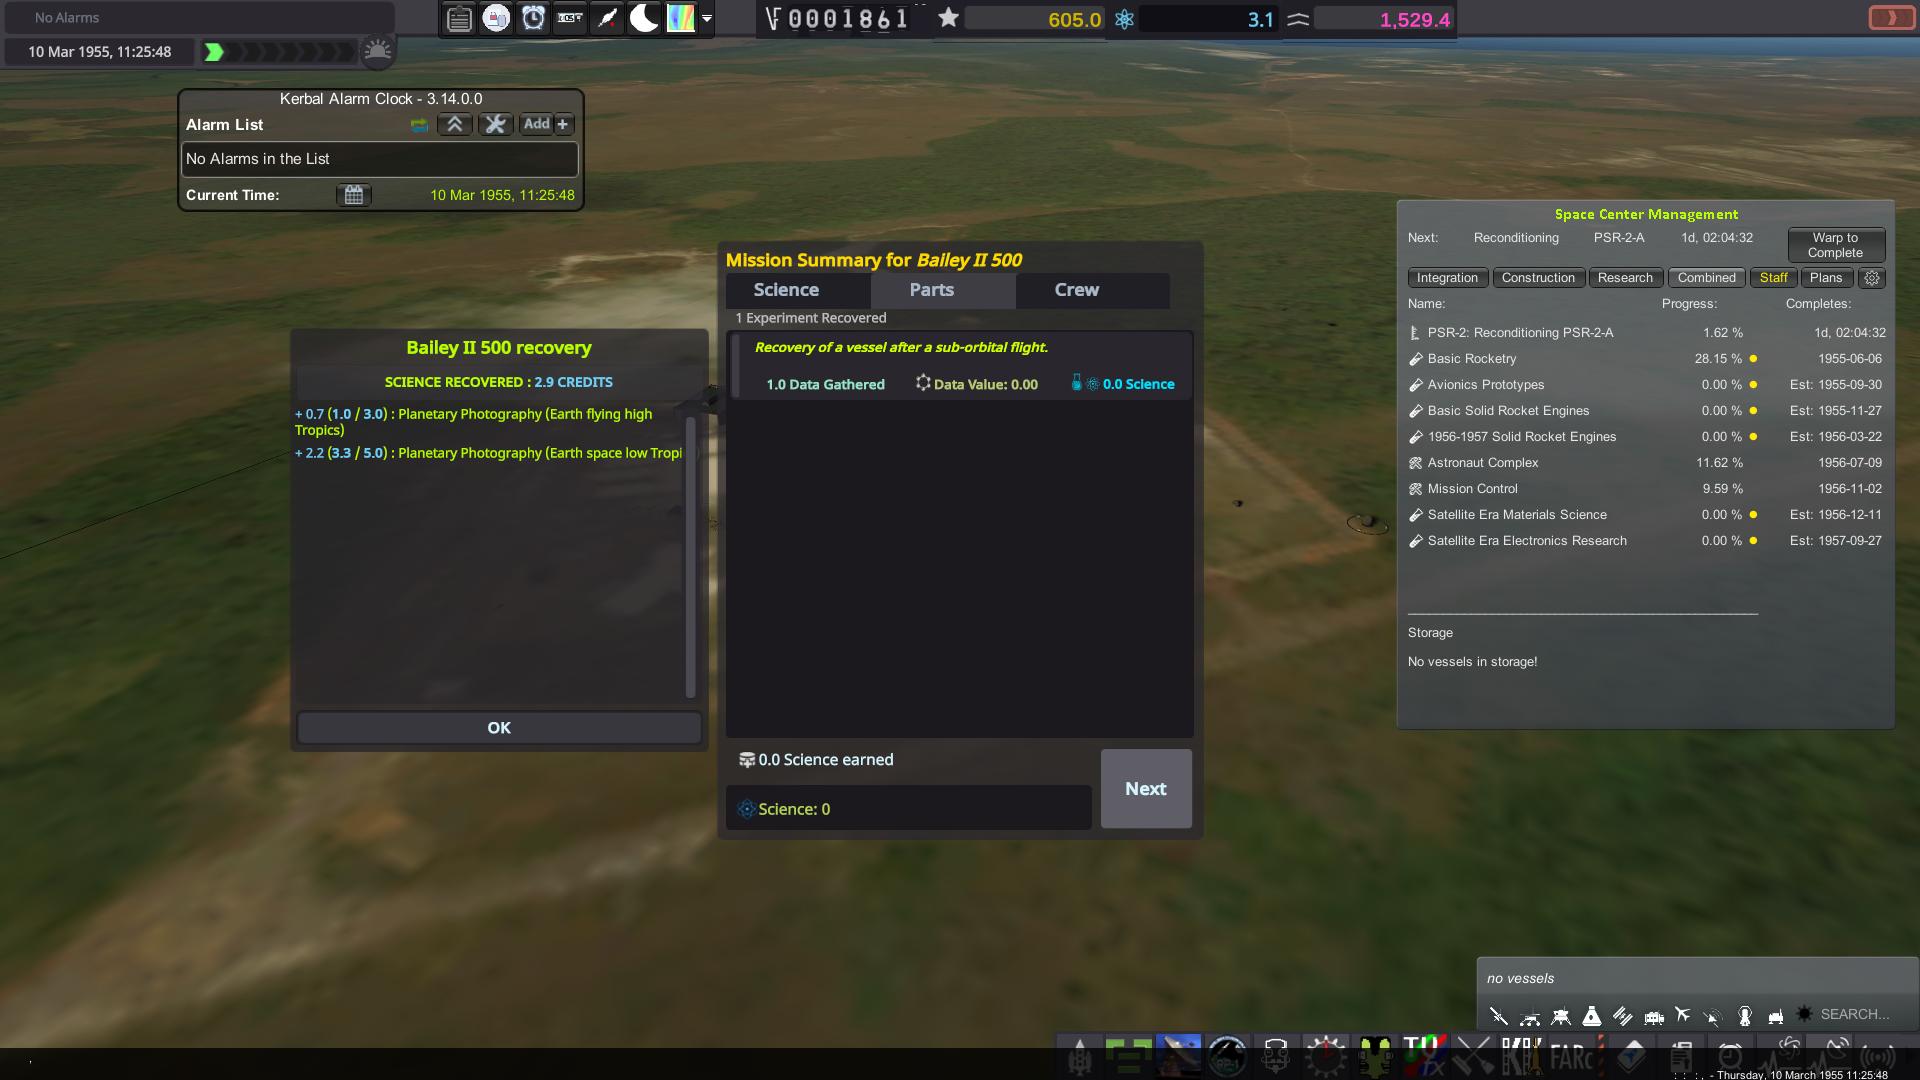 No Alarms
10 Mar 1955, 11:25:48
0001861
605.0
3.1
1,529.4
Kerbal Alarm Clock - 3.14.0.0
Alarm List
Add +
No Alarms in the List
Current Time:
10 Mar 1955, 11:25:48
Bailey II 500 recovery
SCIENCE RECOVERED : 2.9 CREDITS
+ 0.7 (1.0 / 3.0) : Planetary Photography (Earth flying high
Tropics)
+ 2.2 (3.3 / 5.0) : Planetary Photography (Earth space low Tropi
OK
Mission Summary for Bailey II 500
Science Parts Crew
1 Experiment Recovered
Recovery of a vessel after a sub-orbital flight.
1.0 Data Gathered Data Value: 0.00 0.0 Science
0.0 Science earned
Science: 0
Next
Space Center Management
Next: Reconditioning PSR-2-A 1d, 02:04:32
Warp to
Complete
Integration Construction Research Combined Staff Plans
Name: Progress: Completes:
PSR-2: Reconditioning PSR-2-A 1.62 % 1d, 02:04:32
Basic Rocketry 28.15 % 1955-06-06
Avionics Prototypes 0.00 % Est: 1955-09-30
Basic Solid Rocket Engines 0.00 % Est: 1955-11-27
1956-1957 Solid Rocket Engines 0.00 % Est: 1956-03-22
Astronaut Complex 11.62 % 1956-07-09
Mission Control 9.59 % 1956-11-02
Satellite Era Materials Science 0.00 % Est: 1956-12-11
Satellite Era Electronics Research 0.00 % Est: 1957-09-27
Storage
No vessels in storage!
no vessels
SEARCH...
FARc
- Thursday, 10 March 1955 11:25:48